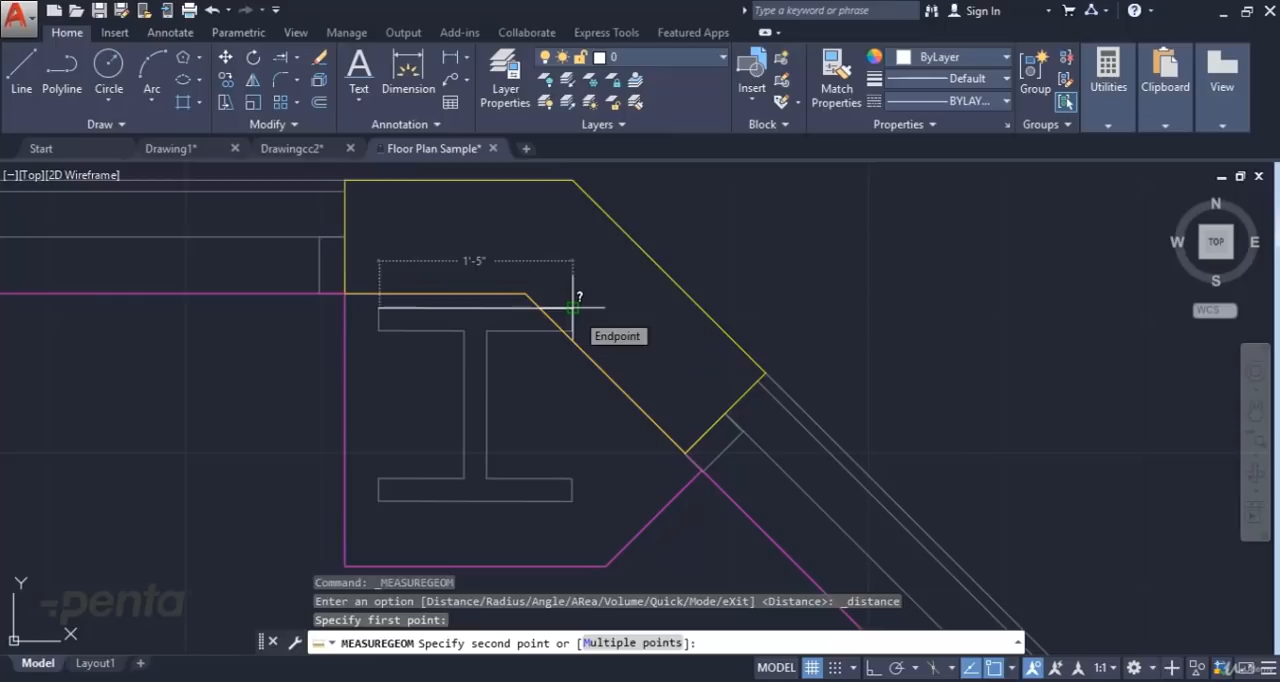 Type a keyword or phrase
Sign In
Home Insert Annotate Parametric View Manage Output Add-ins Collaborate Express Tools Featured Apps
Line Polyline Circle Arc
Draw
Modify
Text Dimension
Annotation
Layer Properties
0
Layers
Insert
Block
Match Properties
ByLayer
Default
BYLAY...
Properties
Group
Groups
Utilities
Clipboard
View
Start Drawing1* Drawingcc2* Floor Plan Sample*
[−][Top][2D Wireframe]
N
W TOP E
S
WCS
1'-5"
?
Endpoint
Y
X
penta
Command: _MEASUREGEOM
Enter an option [Distance/Radius/Angle/ARea/Volume/Quick/Mode/eXit] <Distance>: _distance
Specify first point:
MEASUREGEOM Specify second point or [Multiple points]:
Model Layout1
MODEL 1:1